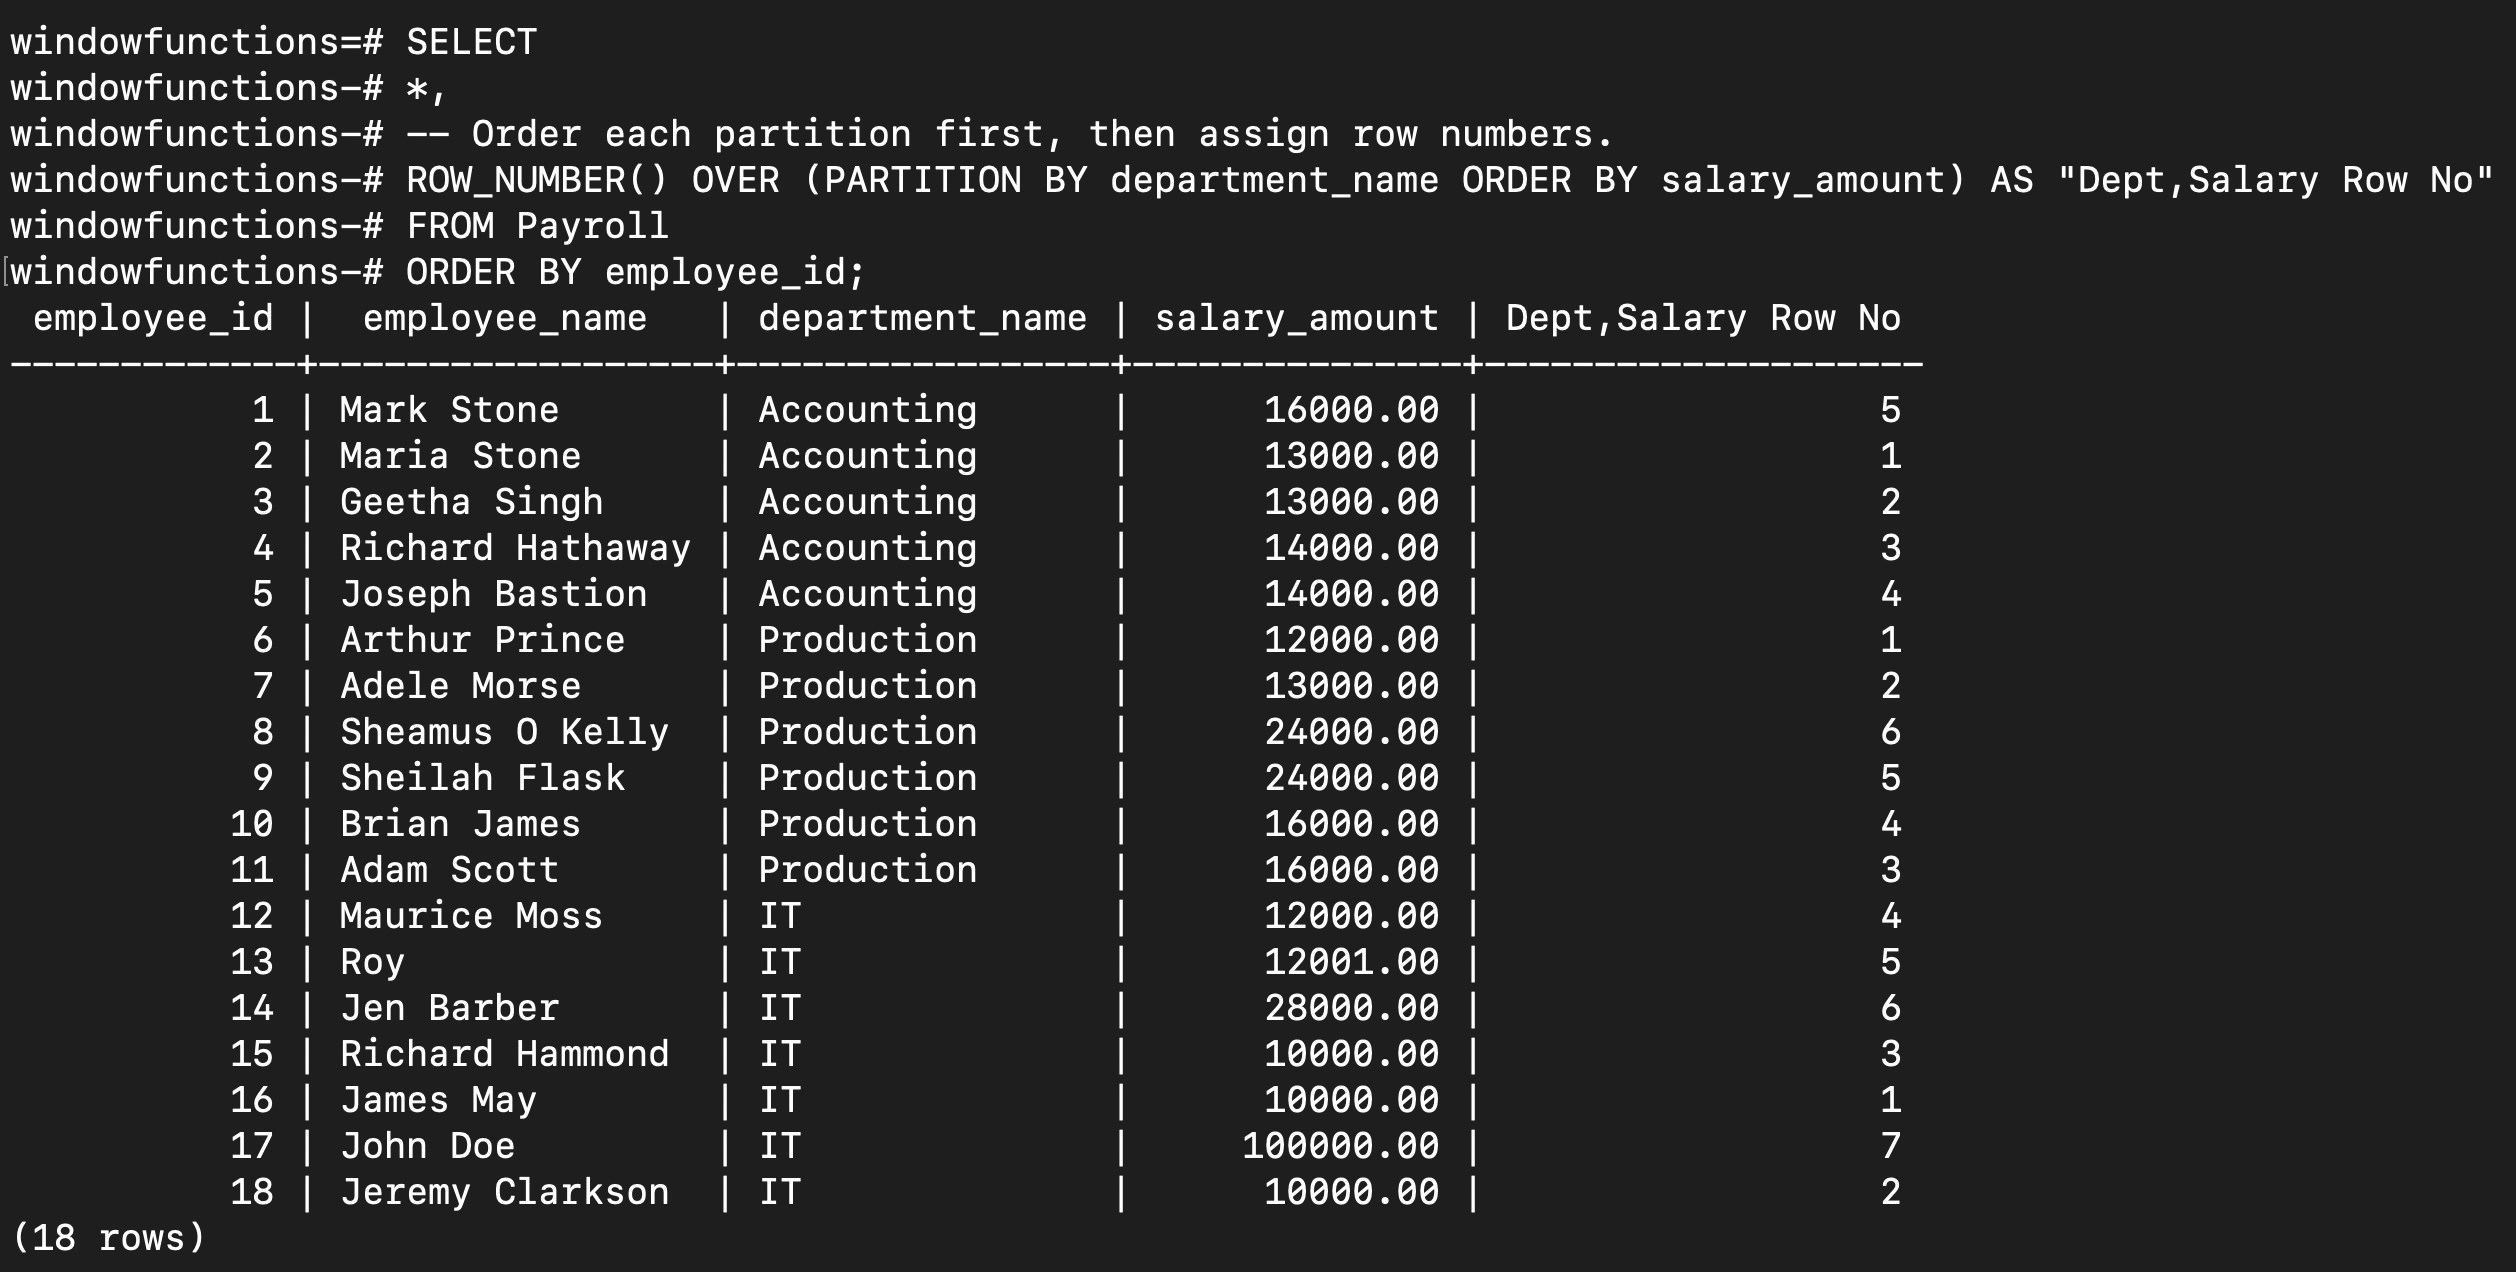 windowfunctions=# SELECT
windowfunctions-# *,
windowfunctions-# -- Order each partition first, then assign row numbers.
windowfunctions-# ROW_NUMBER() OVER (PARTITION BY department_name ORDER BY salary_amount) AS "Dept,Salary Row No"
windowfunctions-# FROM Payroll
windowfunctions-# ORDER BY employee_id;
 employee_id |  employee_name   | department_name | salary_amount | Dept,Salary Row No
-------------+------------------+-----------------+---------------+--------------------
           1 | Mark Stone       | Accounting      |      16000.00 |                  5
           2 | Maria Stone      | Accounting      |      13000.00 |                  1
           3 | Geetha Singh     | Accounting      |      13000.00 |                  2
           4 | Richard Hathaway | Accounting      |      14000.00 |                  3
           5 | Joseph Bastion   | Accounting      |      14000.00 |                  4
           6 | Arthur Prince    | Production      |      12000.00 |                  1
           7 | Adele Morse      | Production      |      13000.00 |                  2
           8 | Sheamus O Kelly  | Production      |      24000.00 |                  6
           9 | Sheilah Flask    | Production      |      24000.00 |                  5
          10 | Brian James      | Production      |      16000.00 |                  4
          11 | Adam Scott       | Production      |      16000.00 |                  3
          12 | Maurice Moss     | IT              |      12000.00 |                  4
          13 | Roy              | IT              |      12001.00 |                  5
          14 | Jen Barber       | IT              |      28000.00 |                  6
          15 | Richard Hammond  | IT              |      10000.00 |                  3
          16 | James May        | IT              |      10000.00 |                  1
          17 | John Doe         | IT              |     100000.00 |                  7
          18 | Jeremy Clarkson  | IT              |      10000.00 |                  2
(18 rows)